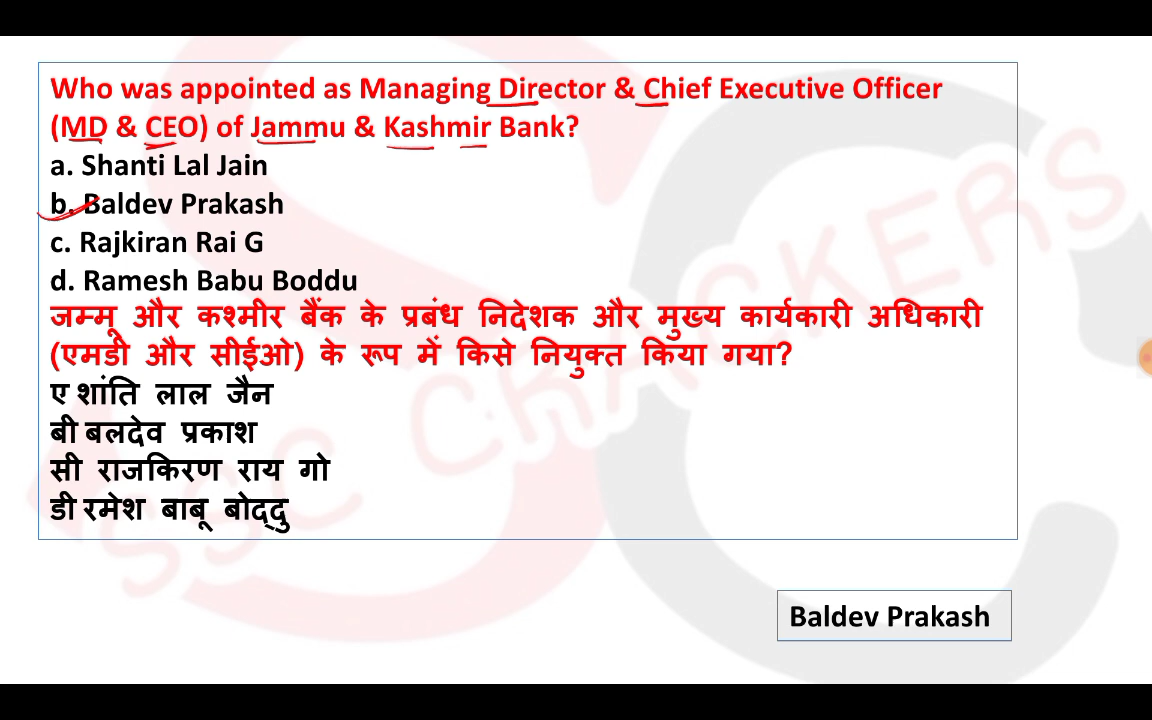 Who was appointed as Managing Director & Chief Executive Officer
(MD & CEO) of Jammu & Kashmir Bank?
a. Shanti Lal Jain
b. Baldev Prakash
c. Rajkiran Rai G
d. Ramesh Babu Boddu
जम्मू और कश्मीर बैंक के प्रबंध निदेशक और मुख्य कार्यकारी अधिकारी
(एमडी और सीईओ) के रूप में किसे नियुक्त किया गया?
ए शांति लाल जैन
बी बलदेव प्रकाश
सी राजकिरण राय गो
डी रमेश बाबू बोद्दु
Baldev Prakash
SSC CRACKERS